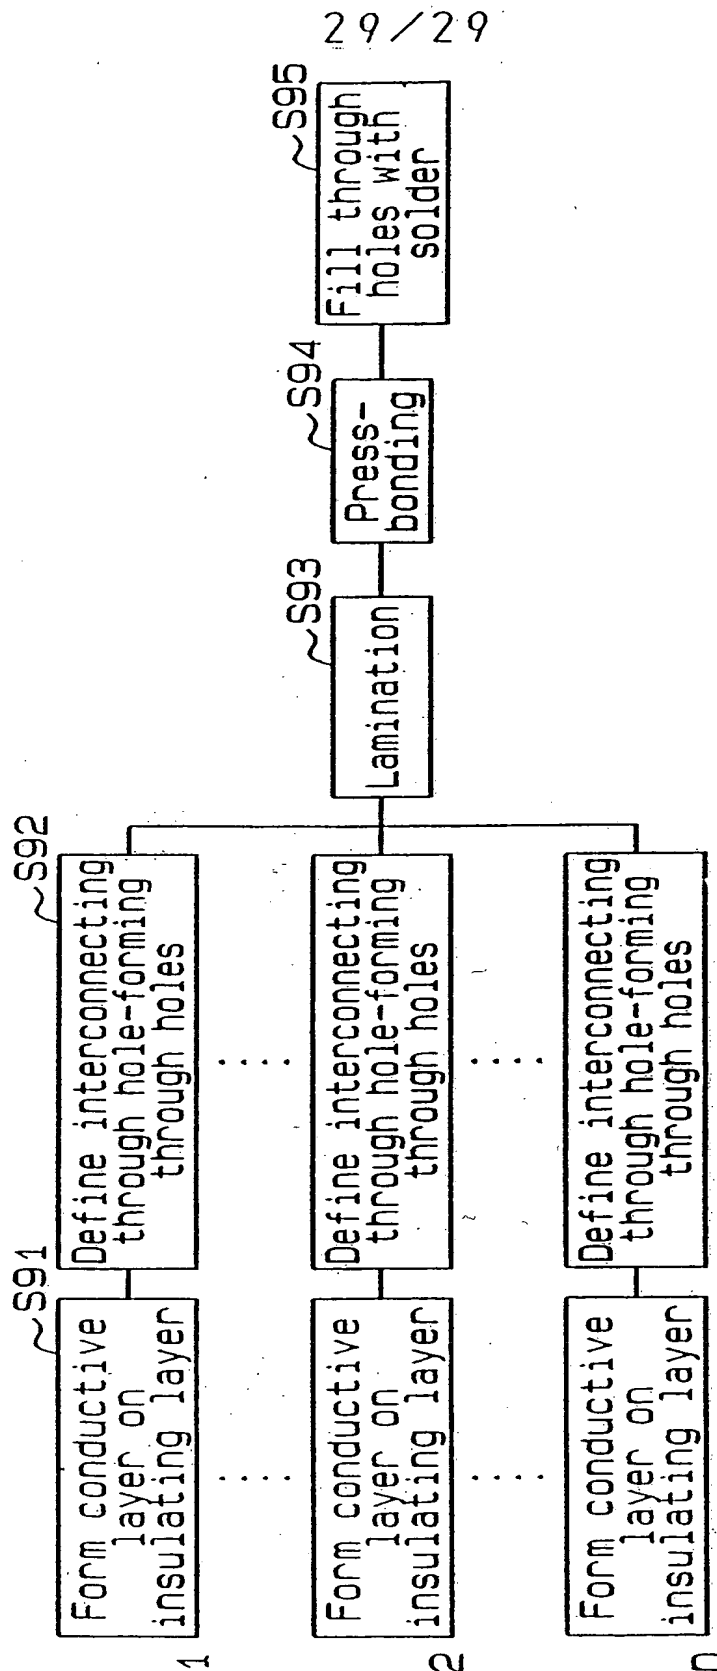 29/29
S91
S92
S93
S94
S95
1
Form conductive
layer on
insulating layer
Define interconnecting
through hole-forming
through holes
Lamination
Press-
bonding
Fill through
holes with
solder
2
Form conductive
layer on
insulating layer
Define interconnecting
through hole-forming
through holes
n
Form conductive
layer on
insulating layer
Define interconnecting
through hole-forming
through holes